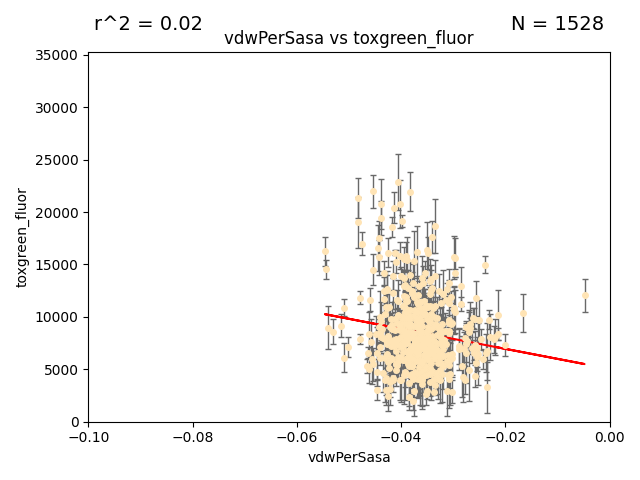 r^2 = 0.02
N = 1528
vdwPerSasa vs toxgreen_fluor
35000
30000
25000
20000
15000
10000
5000
0
toxgreen_fluor
−0.10
−0.08
−0.06
−0.04
−0.02
0.00
vdwPerSasa